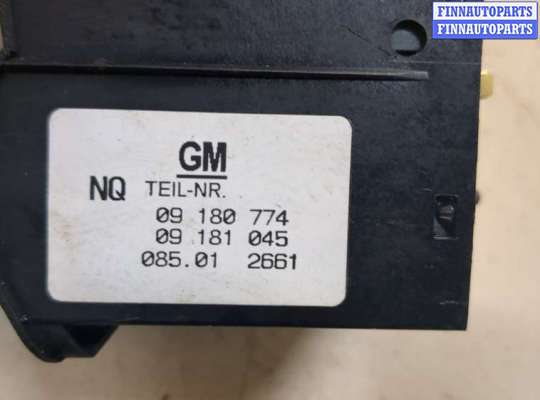 FINNAUTOPARTS
FINNAUTOPARTS
GM
NQ TEIL-NR.
09 180 774
09 181 045
085.01 2661